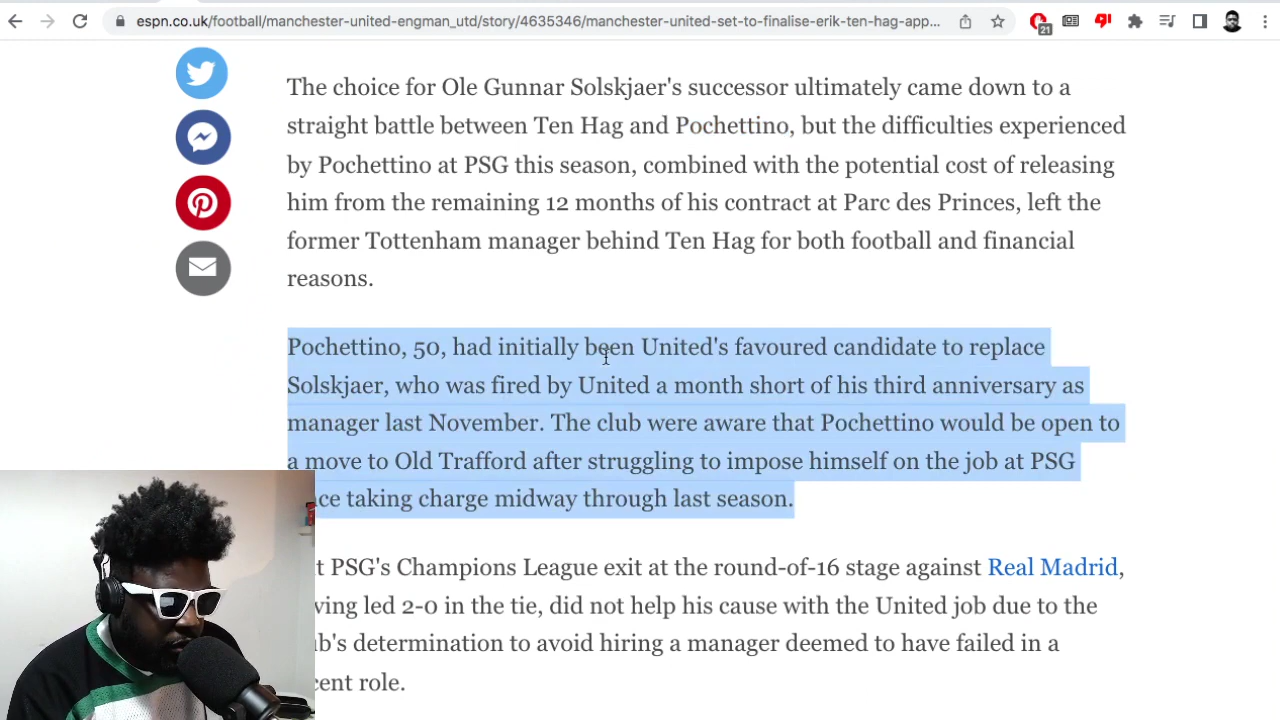 espn.co.uk/football/manchester-united-engman_utd/story/4635346/manchester-united-set-to-finalise-erik-ten-hag-app...
21
The choice for Ole Gunnar Solskjaer's successor ultimately came down to a
straight battle between Ten Hag and Pochettino, but the difficulties experienced
by Pochettino at PSG this season, combined with the potential cost of releasing
him from the remaining 12 months of his contract at Parc des Princes, left the
former Tottenham manager behind Ten Hag for both football and financial
reasons.
Pochettino, 50, had initially been United's favoured candidate to replace
Solskjaer, who was fired by United a month short of his third anniversary as
manager last November. The club were aware that Pochettino would be open to
a move to Old Trafford after struggling to impose himself on the job at PSG
taking charge midway through last season.
PSG's Champions League exit at the round-of-16 stage against Real Madrid,
led 2-0 in the tie, did not help his cause with the United job due to the
determination to avoid hiring a manager deemed to have failed in a
role.